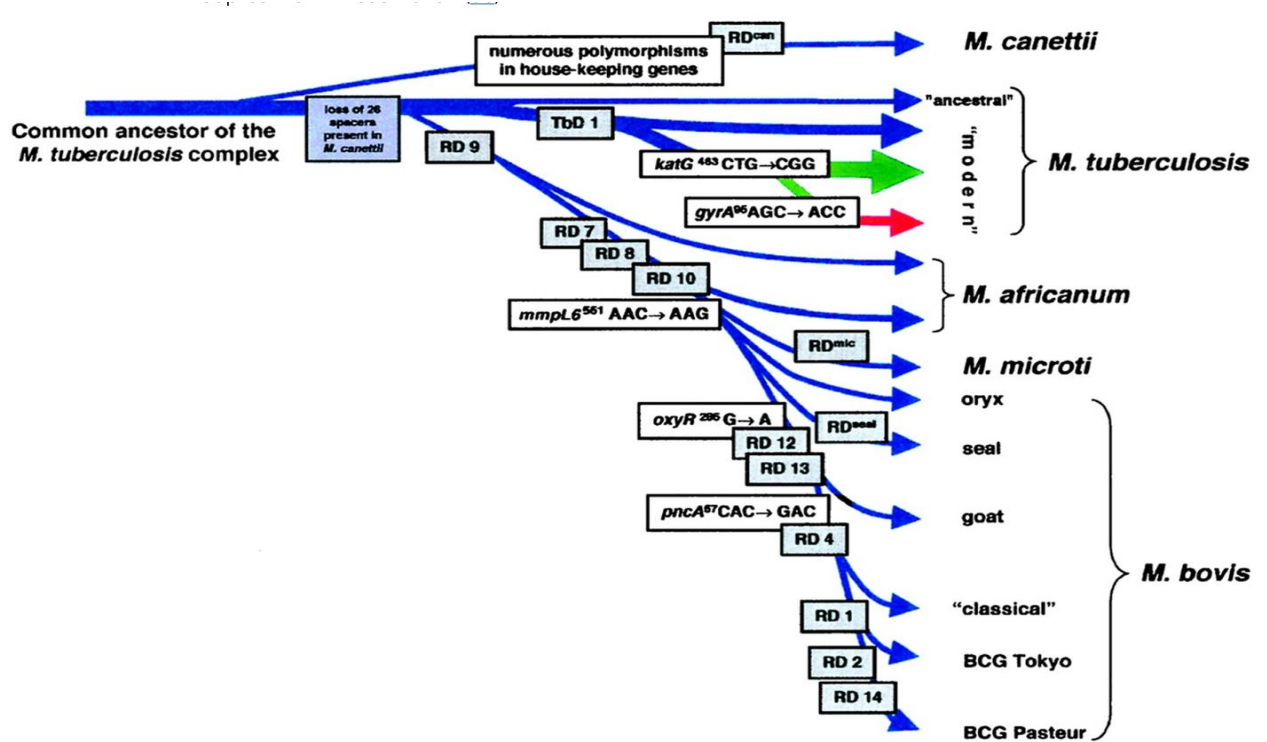 RDcan
M. canettii
numerous polymorphisms
in house-keeping genes
"ancestral"
loss of 26
spacers
present in
M. canettii
Common ancestor of the
M. tuberculosis complex
TbD 1
RD 9
katG 463 CTG→CGG
"modern"
M. tuberculosis
gyrA95AGC→ ACC
RD 7
RD 8
RD 10
M. africanum
mmpL6 551 AAC→ AAG
RDmic
M. microti
oryx
oxyR 285 G→ A
RDseal
seal
RD 12
RD 13
goat
pncA57CAC→ GAC
RD 4
M. bovis
"classical"
RD 1
BCG Tokyo
RD 2
RD 14
BCG Pasteur